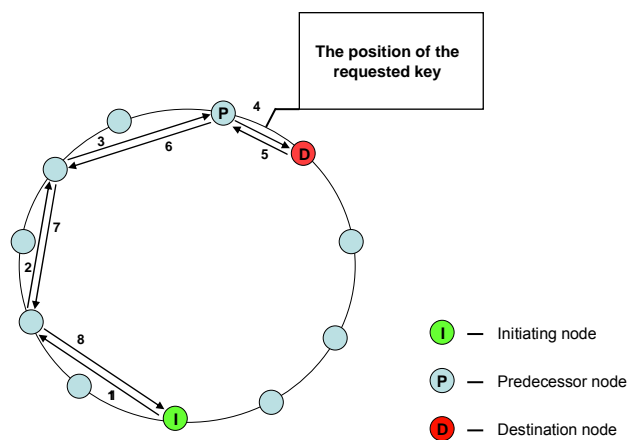 The position of the
requested key
P
4
3
6
5
D
7
2
8
1
I
I — Initiating node
P — Predecessor node
D — Destination node